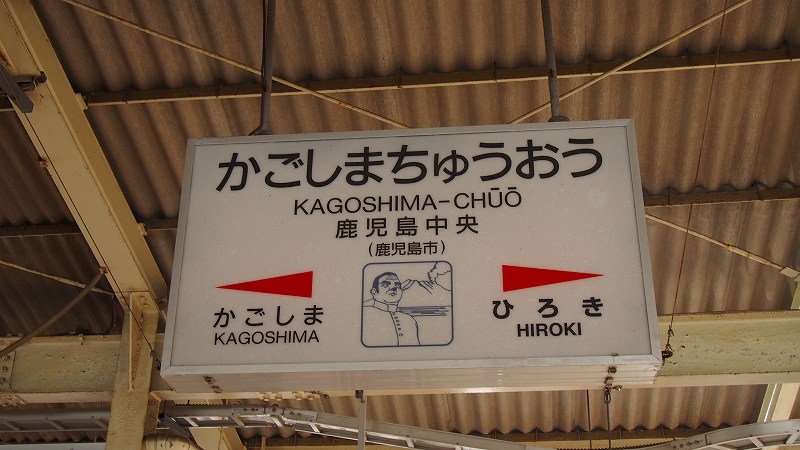 かごしまちゅうおう
KAGOSHIMA-CHŪŌ
鹿児島中央
(鹿児島市)
かごしま
KAGOSHIMA
ひろき
HIROKI